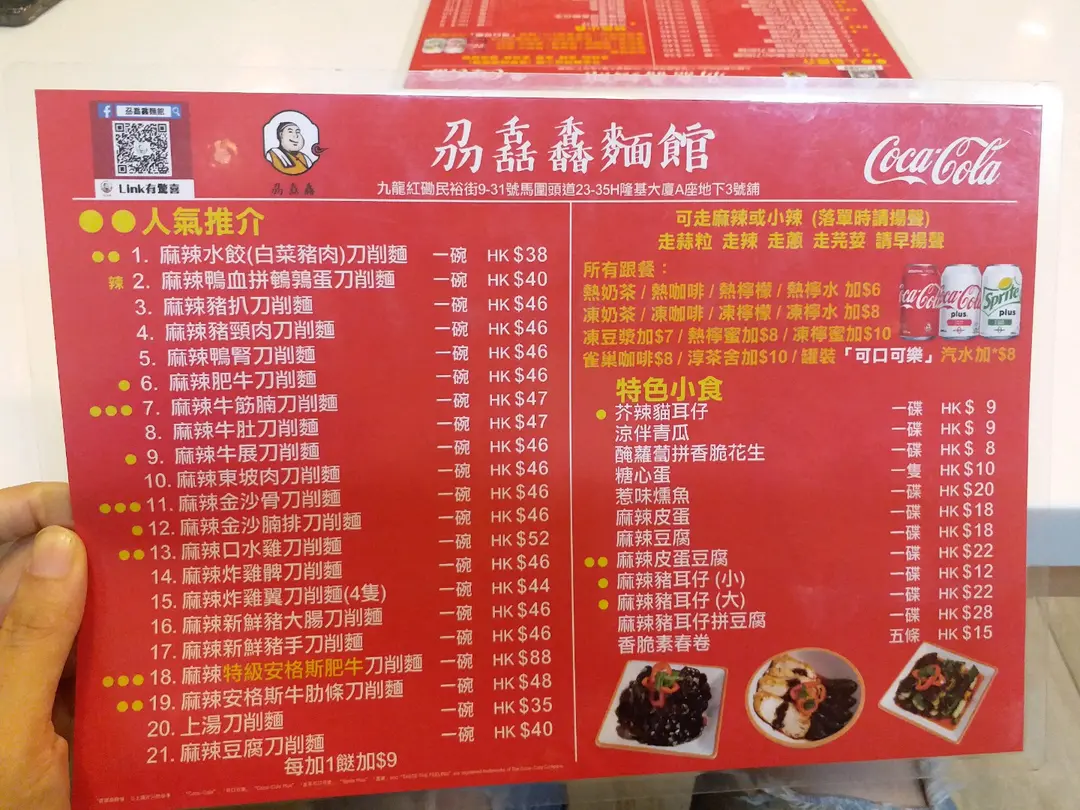 刕舙馫麵館
Link有驚喜
刕舙馫
刕舙馫麵館
Coca-Cola
九龍紅磡民裕街9-31號馬圍頭道23-35H隆基大廈A座地下3號舖
人氣推介
1. 麻辣水餃(白菜豬肉)刀削麵 一碗 HK $38
辣 2. 麻辣鴨血拼鵪鶉蛋刀削麵 一碗 HK $40
3. 麻辣豬扒刀削麵 一碗 HK $46
4. 麻辣豬頸肉刀削麵 一碗 HK $46
5. 麻辣鴨腎刀削麵 一碗 HK $46
6. 麻辣肥牛刀削麵 一碗 HK $46
7. 麻辣牛筋腩刀削麵 一碗 HK $47
8. 麻辣牛肚刀削麵 一碗 HK $47
9. 麻辣牛展刀削麵 一碗 HK $46
10. 麻辣東坡肉刀削麵 一碗 HK $46
11. 麻辣金沙骨刀削麵 一碗 HK $46
12. 麻辣金沙腩排刀削麵 一碗 HK $46
13. 麻辣口水雞刀削麵 一碗 HK $52
14. 麻辣炸雞髀刀削麵 一碗 HK $46
15. 麻辣炸雞翼刀削麵(4隻) 一碗 HK $44
16. 麻辣新鮮豬大腸刀削麵 一碗 HK $46
17. 麻辣新鮮豬手刀削麵 一碗 HK $46
18. 麻辣特級安格斯肥牛刀削麵 一碗 HK $88
19. 麻辣安格斯牛肋條刀削麵 一碗 HK $48
20. 上湯刀削麵 一碗 HK $35
21. 麻辣豆腐刀削麵 一碗 HK $40
每加1餸加$9
可走麻辣或小辣 (落單時請揚聲)
走蒜粒 走辣 走蔥 走芫荽 請早揚聲
所有跟餐：
熱奶茶 / 熱咖啡 / 熱檸檬 / 熱檸水 加$6
凍奶茶 / 凍咖啡 / 凍檸檬 / 凍檸水 加$8
凍豆漿加$7 / 熱檸蜜加$8 / 凍檸蜜加$10
雀巢咖啡$8 / 淳茶舍加$10 / 罐裝「可口可樂」汽水加*$8
特色小食
芥辣貓耳仔 一碟 HK $ 9
涼伴青瓜 一碟 HK $ 9
醃蘿蔔拼香脆花生 一碟 HK $ 8
糖心蛋 一隻 HK $10
惹味燻魚 一碟 HK $20
麻辣皮蛋 一碟 HK $18
麻辣豆腐 一碟 HK $18
麻辣皮蛋豆腐 一碟 HK $22
麻辣豬耳仔 (小) 一碟 HK $12
麻辣豬耳仔 (大) 一碟 HK $22
麻辣豬耳仔拼豆腐 一碟 HK $28
香脆素春卷 五條 HK $15